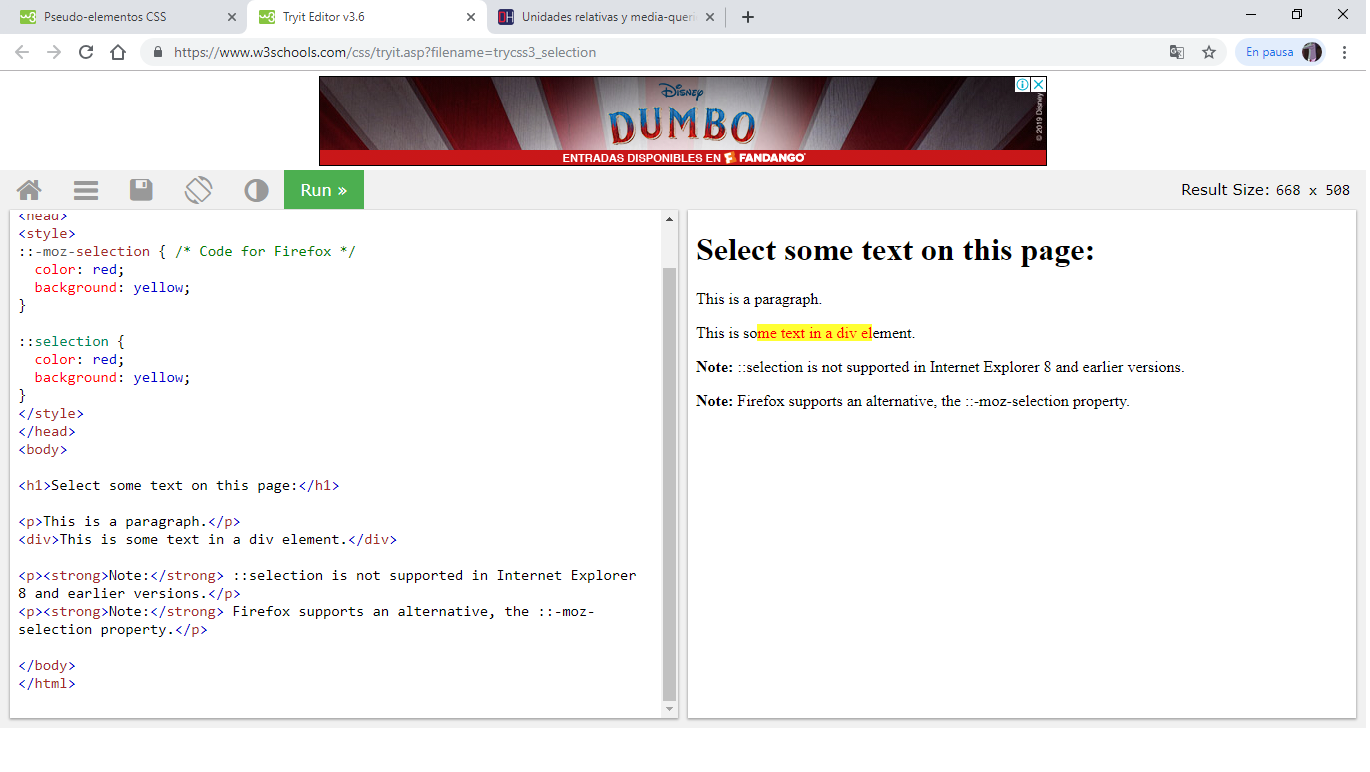 Pseudo-elementos CSS
Tryit Editor v3.6
Unidades relativas y media-queri
https://www.w3schools.com/css/tryit.asp?filename=trycss3_selection
En pausa
Disney
DUMBO
ENTRADAS DISPONIBLES EN FANDANGO
© 2019 Disney
Run »
Result Size: 668 x 508
<head>
<style>
::-moz-selection { /* Code for Firefox */
color: red;
background: yellow;
}
::selection {
color: red;
background: yellow;
}
</style>
</head>
<body>
<h1>Select some text on this page:</h1>
<p>This is a paragraph.</p>
<div>This is some text in a div element.</div>
<p><strong>Note:</strong> ::selection is not supported in Internet Explorer
8 and earlier versions.</p>
<p><strong>Note:</strong> Firefox supports an alternative, the ::-moz-
selection property.</p>
</body>
</html>
Select some text on this page:
This is a paragraph.
This is some text in a div element.
Note: ::selection is not supported in Internet Explorer 8 and earlier versions.
Note: Firefox supports an alternative, the ::-moz-selection property.